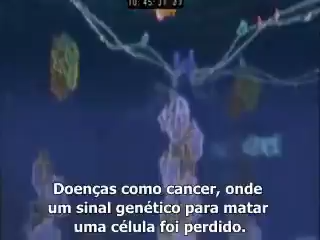 Doenças como cancer, onde
um sinal genético para matar
uma célula foi perdido.